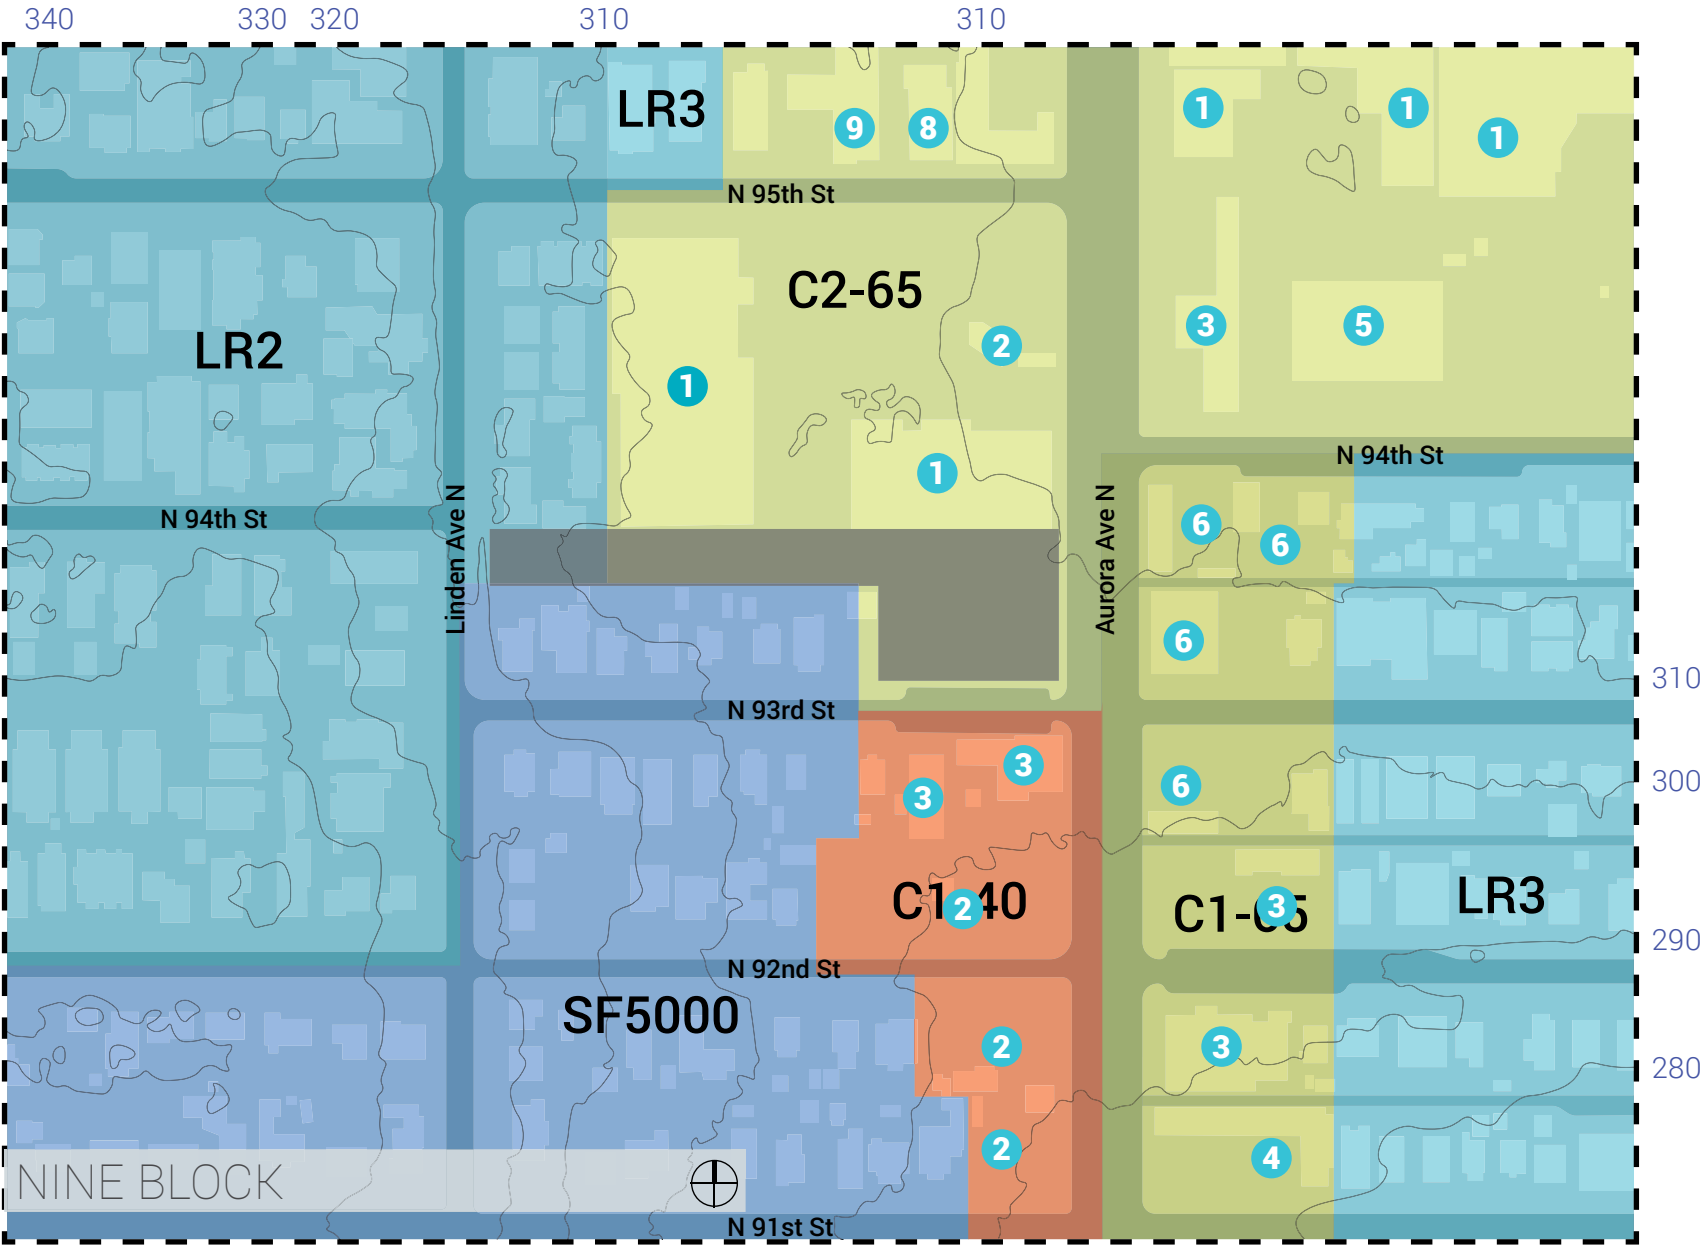 340 330 320 310 310
LR3
9 8 1 1 1
N 95th St
C2-65
LR2
3 5
2
1
N 94th St
1
N 94th St
Linden Ave N
Aurora Ave N
6 6
6
310
N 93rd St
3
3
6
300
C1-40
2
C1-65
3
LR3
290
N 92nd St
SF5000
2
3
280
2
4
NINE BLOCK
N 91st St